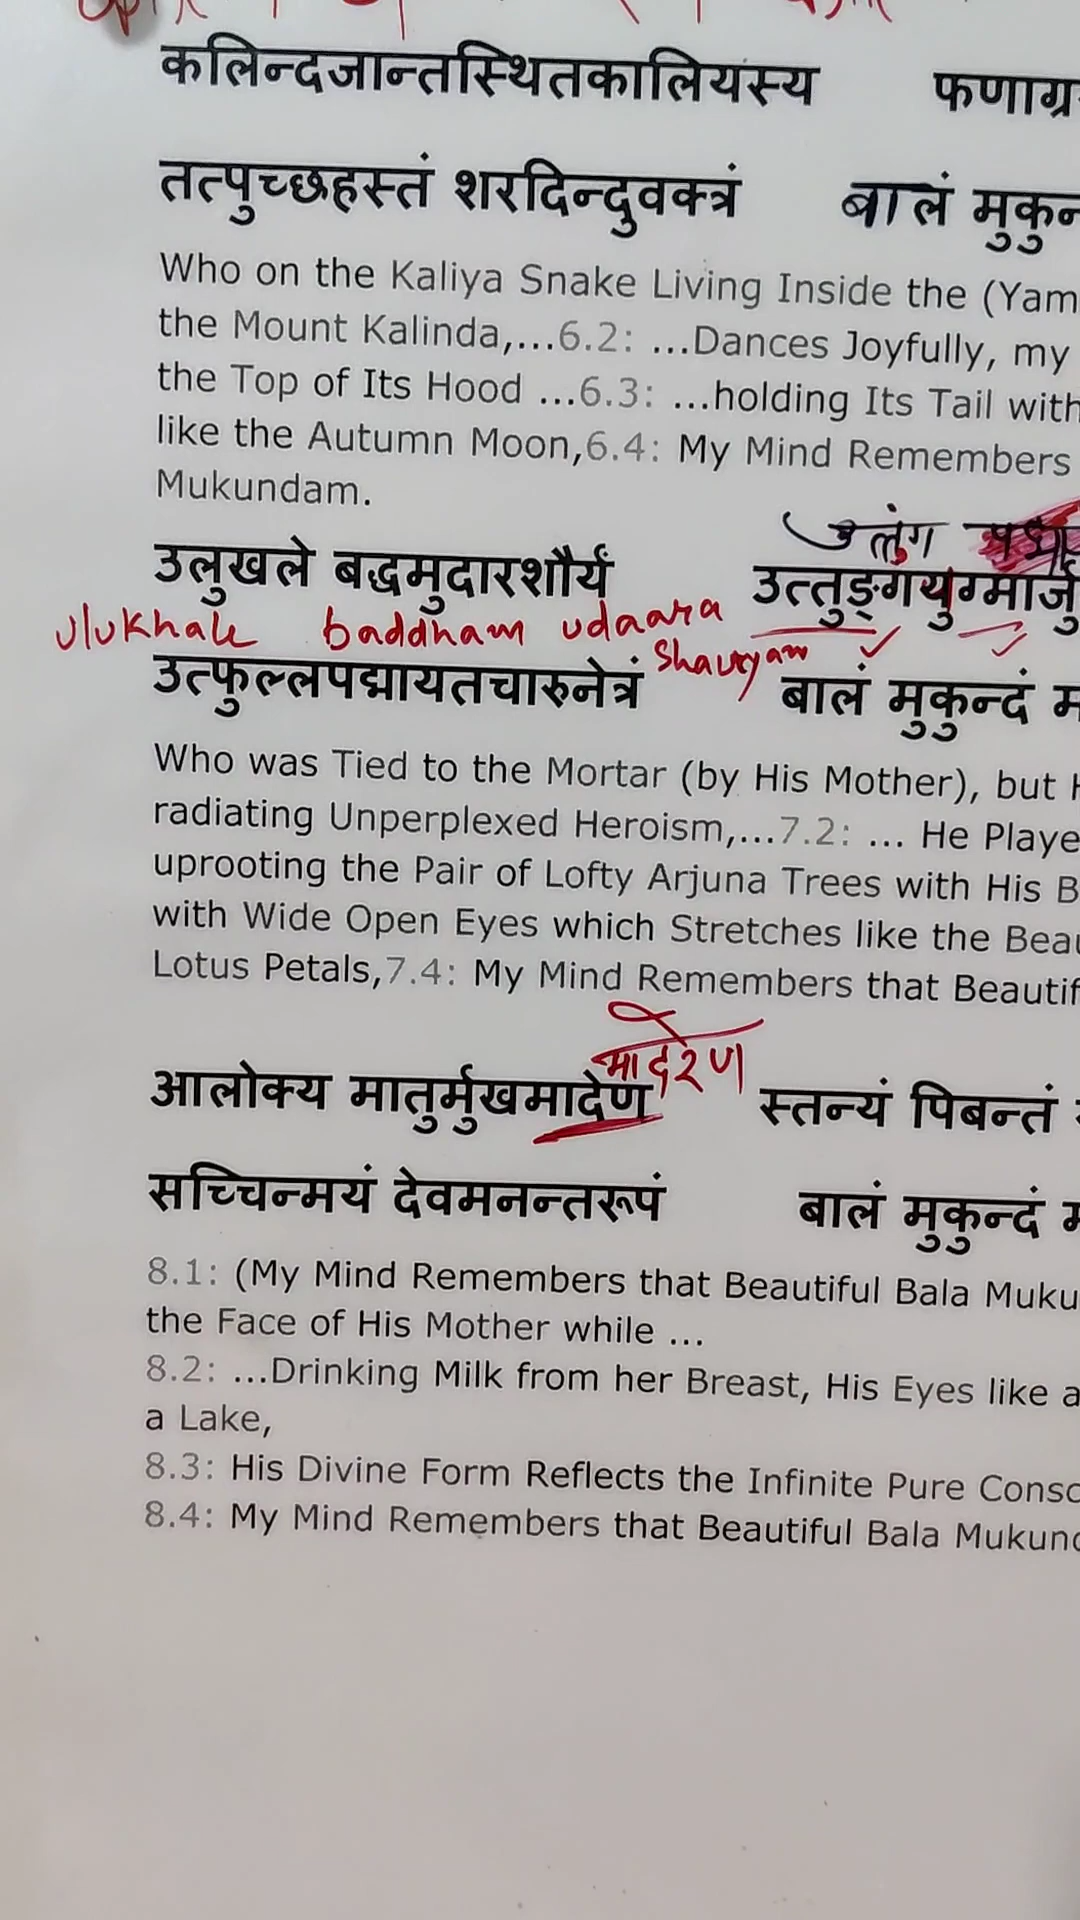 कलिन्दजान्तस्थितकालियस्य फणाग्र
तत्पुच्छहस्तं शरदिन्दुवक्त्रं बालं मुकुन
Who on the Kaliya Snake Living Inside the (Yam
the Mount Kalinda,...6.2: ...Dances Joyfully, my
the Top of Its Hood ...6.3: ...holding Its Tail with
like the Autumn Moon,6.4: My Mind Remembers
Mukundam.
उत्तुंग
उलुखले बद्धमुदारशौर्यं उत्तुङ्गयुग्मार्जु
ulukhale baddham udaara
shauryam
उत्फुल्लपद्मायतचारुनेत्रं बालं मुकुन्दं म
Who was Tied to the Mortar (by His Mother), but H
radiating Unperplexed Heroism,...7.2: ... He Playe
uprooting the Pair of Lofty Arjuna Trees with His B
with Wide Open Eyes which Stretches like the Beau
Lotus Petals,7.4: My Mind Remembers that Beautif
मादरेण
आलोक्य मातुर्मुखमादेण स्तन्यं पिबन्तं स
सच्चिन्मयं देवमनन्तरूपं बालं मुकुन्दं म
8.1: (My Mind Remembers that Beautiful Bala Muku
the Face of His Mother while ...
8.2: ...Drinking Milk from her Breast, His Eyes like a
a Lake,
8.3: His Divine Form Reflects the Infinite Pure Consc
8.4: My Mind Remembers that Beautiful Bala Mukund